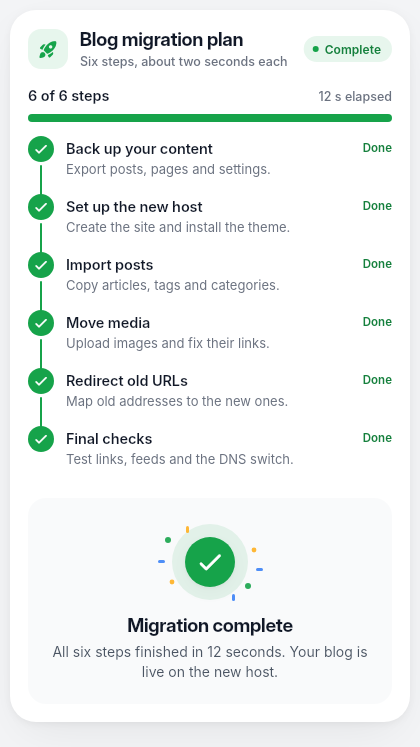 Blog migration plan
Six steps, about two seconds each
Complete
6 of 6 steps
12 s elapsed
Back up your content
Done
Export posts, pages and settings.
Set up the new host
Done
Create the site and install the theme.
Import posts
Done
Copy articles, tags and categories.
Move media
Done
Upload images and fix their links.
Redirect old URLs
Done
Map old addresses to the new ones.
Final checks
Done
Test links, feeds and the DNS switch.
Migration complete
All six steps finished in 12 seconds. Your blog is
live on the new host.